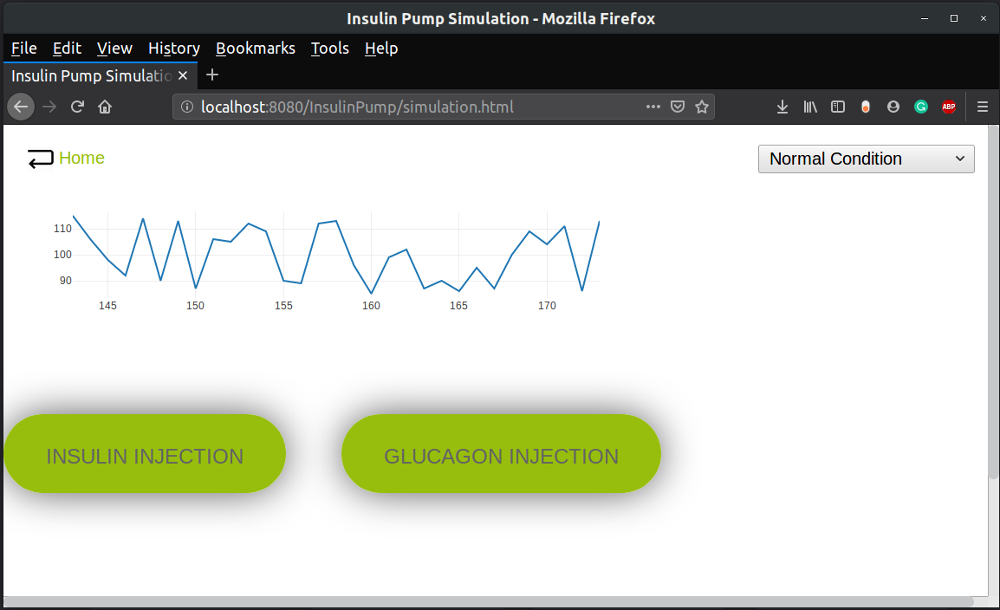 Insulin Pump Simulation - Mozilla Firefox
File Edit View History Bookmarks Tools Help
Insulin Pump Simulatio
localhost:8080/InsulinPump/simulation.html
G
ABP
Home
Normal Condition
110
100
90
145 150 155 160 165 170
INSULIN INJECTION GLUCAGON INJECTION